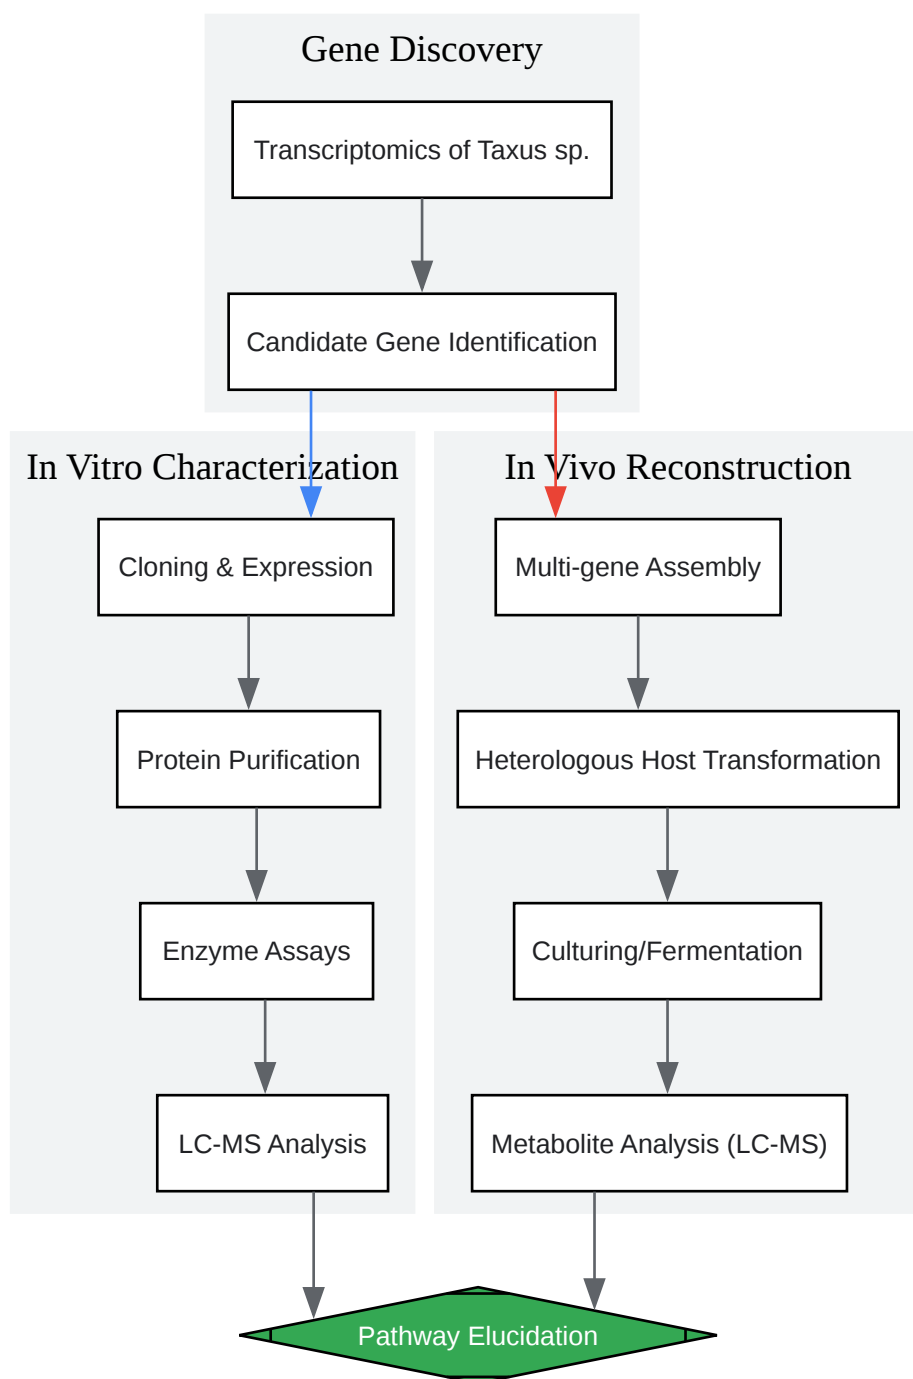 Gene Discovery
Transcriptomics of Taxus sp.
Candidate Gene Identification
In Vitro Characterization
Cloning & Expression
Protein Purification
Enzyme Assays
LC-MS Analysis
In Vivo Reconstruction
Multi-gene Assembly
Heterologous Host Transformation
Culturing/Fermentation
Metabolite Analysis (LC-MS)
Pathway Elucidation